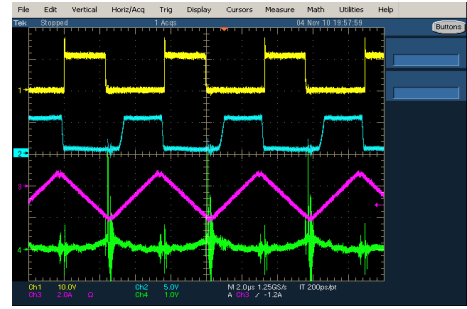 File Edit Vertical Horiz/Acq Trig Display Cursors Measure Math Utilities Help
Tek Stopped 1 Acqs 04 Nov 10 19:57:59
Buttons
1
2
3
4
Ch1 10.0V Ch2 5.0V M 2.0µs 1.25GS/s IT 200ps/pt
Ch3 2.0A Ω Ch4 1.0V A Ch3 ∕ -1.2A